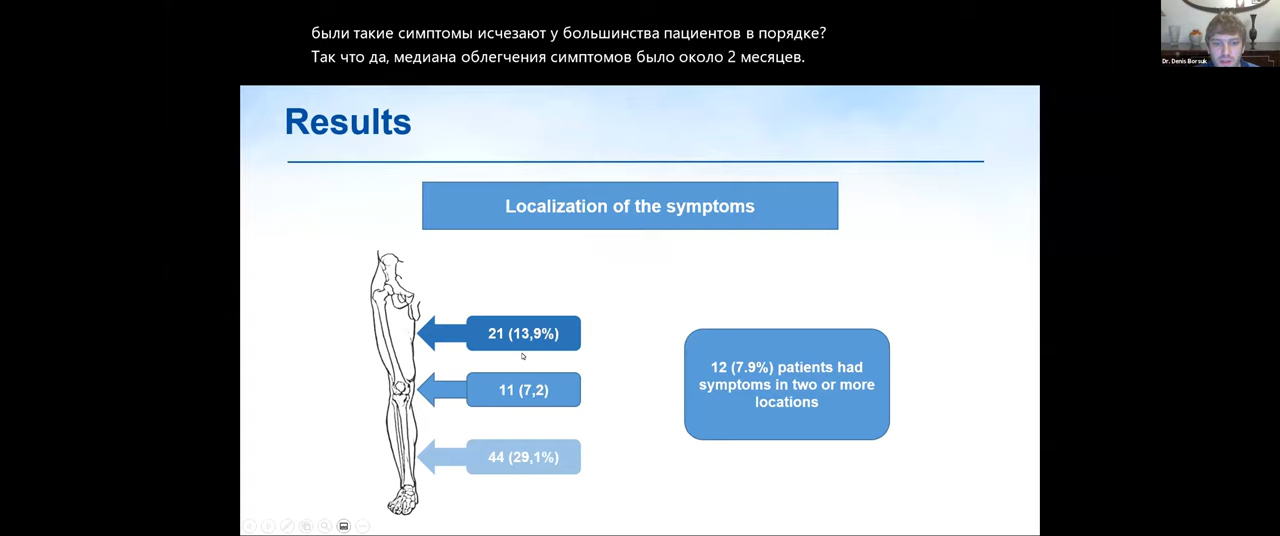 были такие симптомы исчезают у большинства пациентов в порядке?
Так что да, медиана облегчения симптомов было около 2 месяцев.
Dr. Denis Borsuk
Results
Localization of the symptoms
21 (13,9%)
11 (7,2)
44 (29,1%)
12 (7.9%) patients had
symptoms in two or more
locations